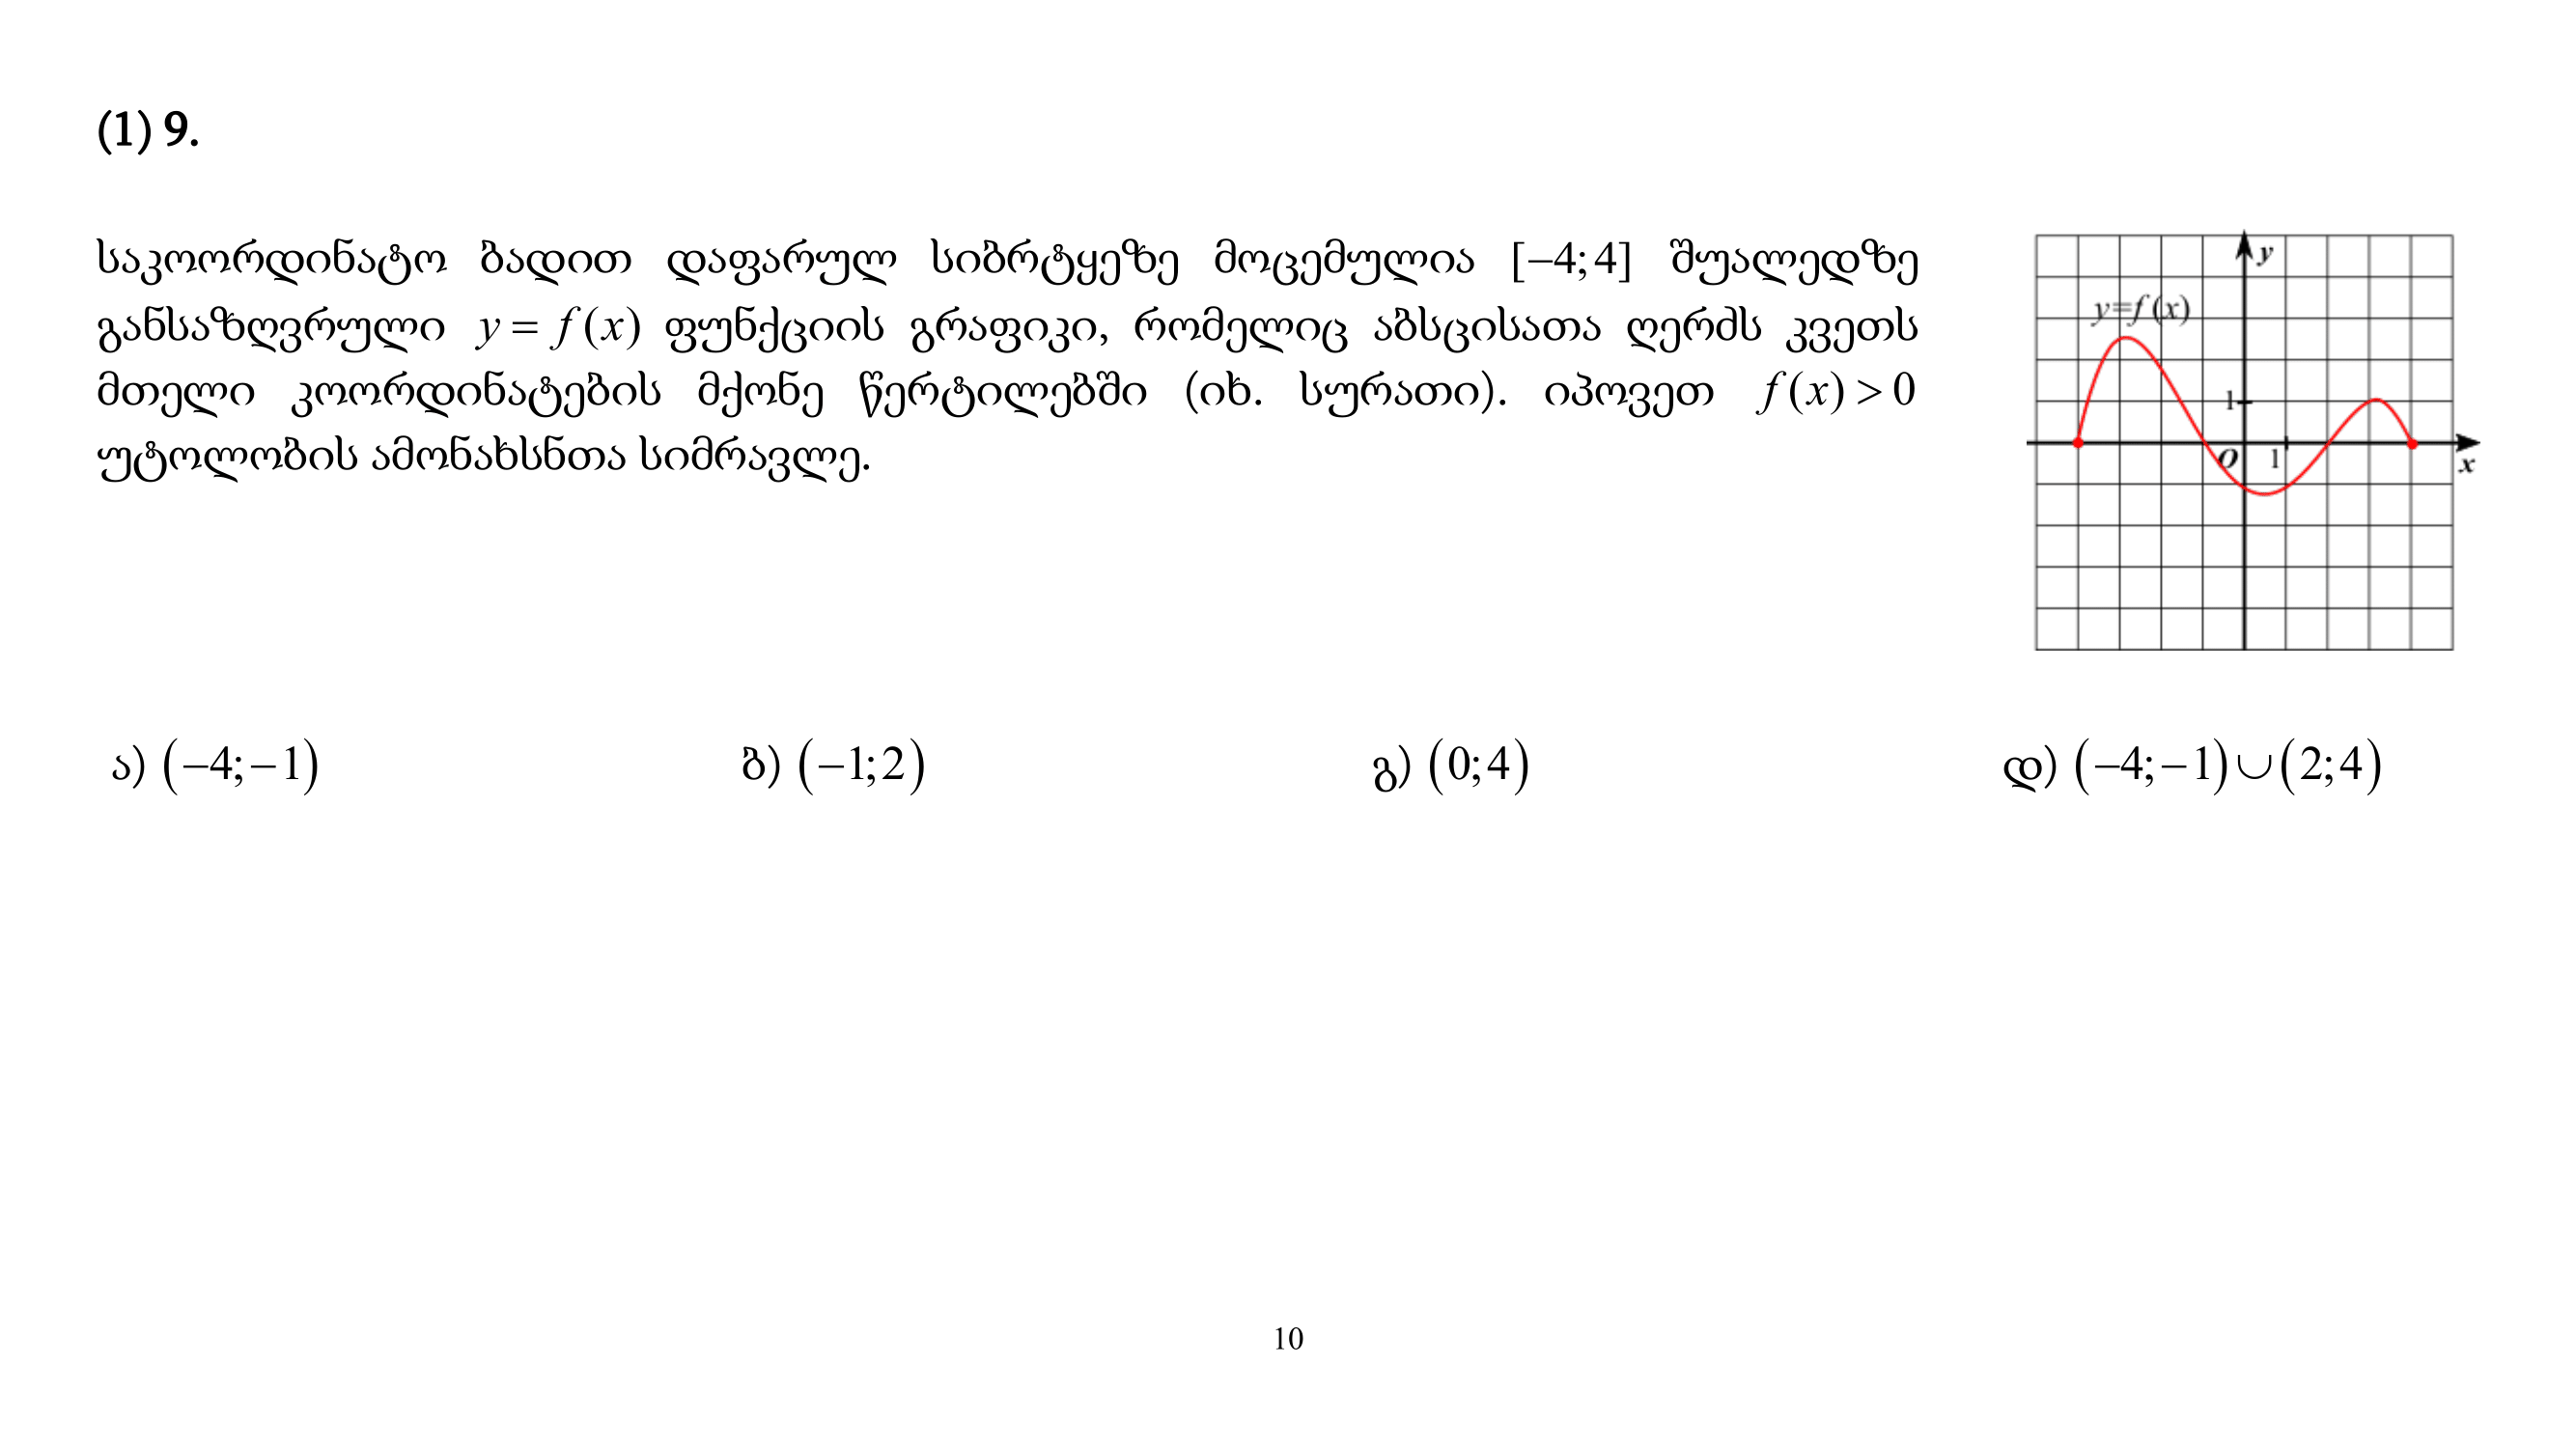 (1) 9.
საკოორდინატო ბადით დაფარულ სიბრტყეზე მოცემულია [−4; 4] შუალედზე
განსაზღვრული y = f (x) ფუნქციის გრაფიკი, რომელიც აბსცისათა ღერძს კვეთს
მთელი კოორდინატების მქონე წერტილებში (იხ. სურათი). იპოვეთ f (x) > 0
უტოლობის ამონახსნთა სიმრავლე.
y
y=f (x)
1
O 1
x
ა) (−4; −1) ბ) (−1; 2) გ) (0; 4) დ) (−4; −1) ∪ (2; 4)
10